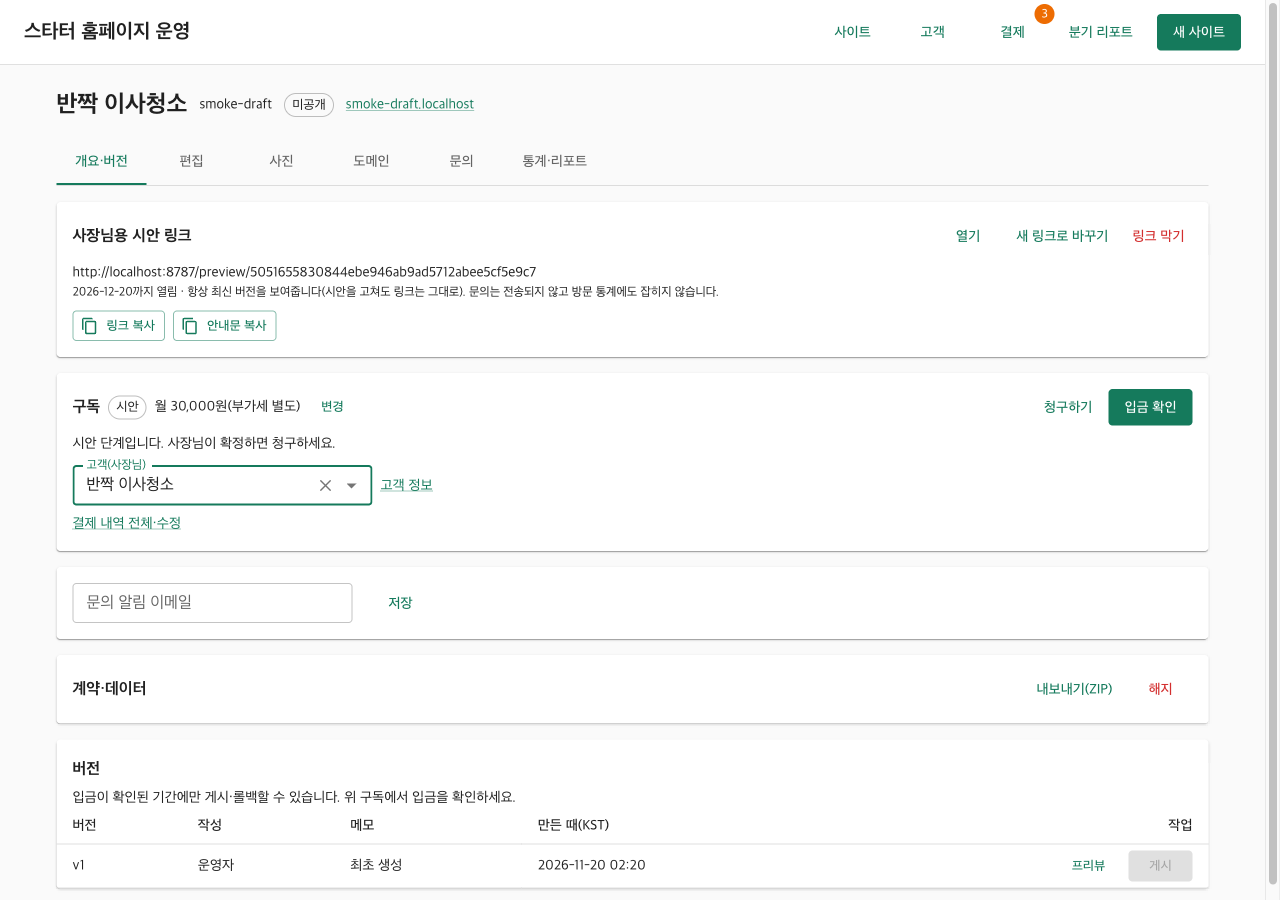 스타터 홈페이지 운영
사이트 고객 결제 3 분기 리포트 새 사이트
반짝 이사청소 smoke-draft 미공개 smoke-draft.localhost
개요·버전 편집 사진 도메인 문의 통계·리포트
사장님용 시안 링크 열기 새 링크로 바꾸기 링크 막기
http://localhost:8787/preview/5051655830844ebe946ab9ad5712abee5cf5e9c7
2026-12-20까지 열림 · 항상 최신 버전을 보여줍니다(시안을 고쳐도 링크는 그대로). 문의는 전송되지 않고 방문 통계에도 잡히지 않습니다.
링크 복사 안내문 복사
구독 시안 월 30,000원(부가세 별도) 변경 청구하기 입금 확인
시안 단계입니다. 사장님이 확정하면 청구하세요.
고객(사장님)
반짝 이사청소 고객 정보
결제 내역 전체·수정
문의 알림 이메일 저장
계약·데이터 내보내기(ZIP) 해지
버전
입금이 확인된 기간에만 게시·롤백할 수 있습니다. 위 구독에서 입금을 확인하세요.
버전 작성 메모 만든 때(KST) 작업
v1 운영자 최초 생성 2026-11-20 02:20 프리뷰 게시